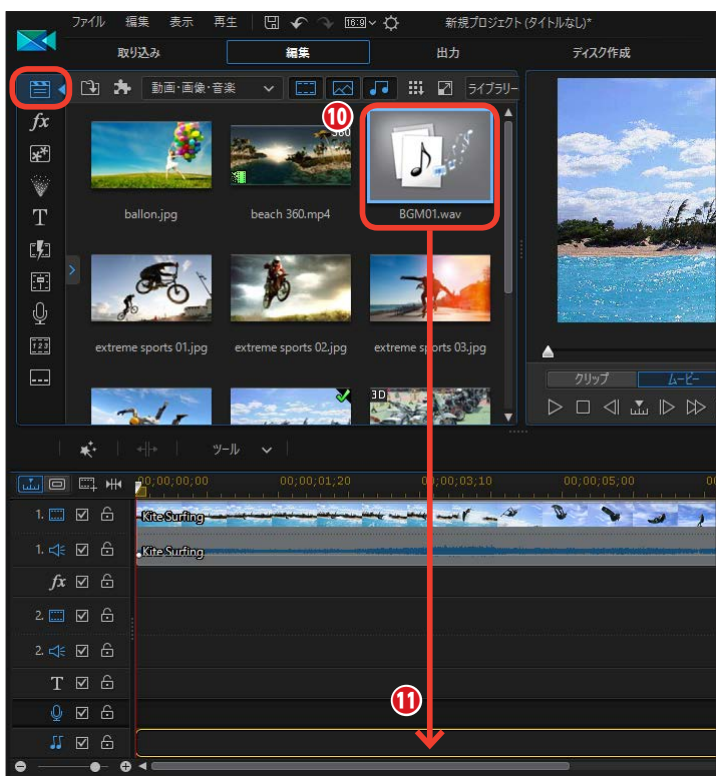 ファイル 編集 表示 再生 16:9 新規プロジェクト(タイトルなし)*
取り込み 編集 出力 ディスク作成
動画・画像・音楽 ライブラリー
⑩
fx
360
T
ballon.jpg beach 360.mp4 BGM01.wav
extreme sports 01.jpg extreme sports 02.jpg extreme sports 03.jpg
123
3D
クリップ ムービー
ツール
00;00;00;00 00;00;01;20 00;00;03;10 00;00;05;00
1. Kite Surfing
1. Kite Surfing
fx
2.
2.
T
⑪